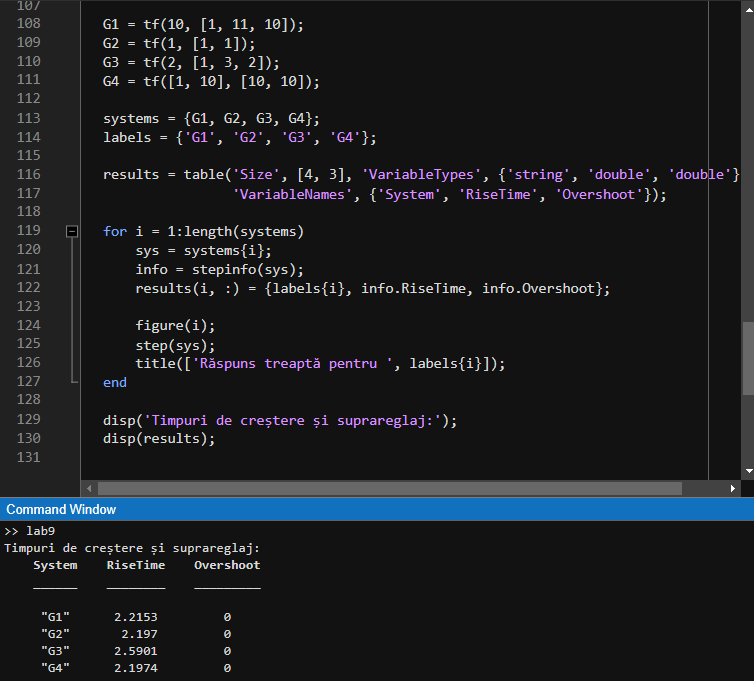 107
108 G1 = tf(10, [1, 11, 10]);
109 G2 = tf(1, [1, 1]);
110 G3 = tf(2, [1, 3, 2]);
111 G4 = tf([1, 10], [10, 10]);
112
113 systems = {G1, G2, G3, G4};
114 labels = {'G1', 'G2', 'G3', 'G4'};
115
116 results = table('Size', [4, 3], 'VariableTypes', {'string', 'double', 'double'}
117 'VariableNames', {'System', 'RiseTime', 'Overshoot'});
118
119 for i = 1:length(systems)
120 sys = systems{i};
121 info = stepinfo(sys);
122 results(i, :) = {labels{i}, info.RiseTime, info.Overshoot};
123
124 figure(i);
125 step(sys);
126 title(['Răspuns treaptă pentru ', labels{i}]);
127 end
128
129 disp('Timpuri de creștere și suprareglaj:');
130 disp(results);
131
Command Window
>> lab9
Timpuri de creștere și suprareglaj:
System RiseTime Overshoot
______ ________ _________
"G1" 2.2153 0
"G2" 2.197 0
"G3" 2.5901 0
"G4" 2.1974 0